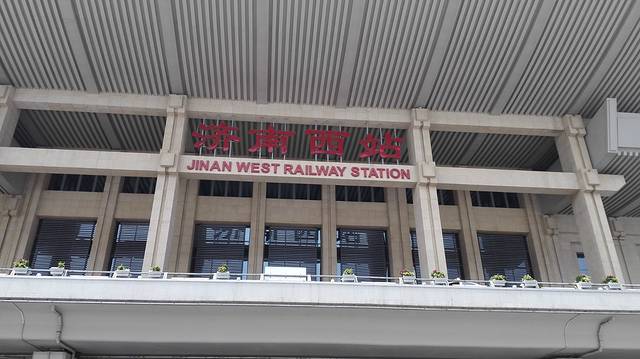 济南西站
JINAN WEST RAILWAY STATION